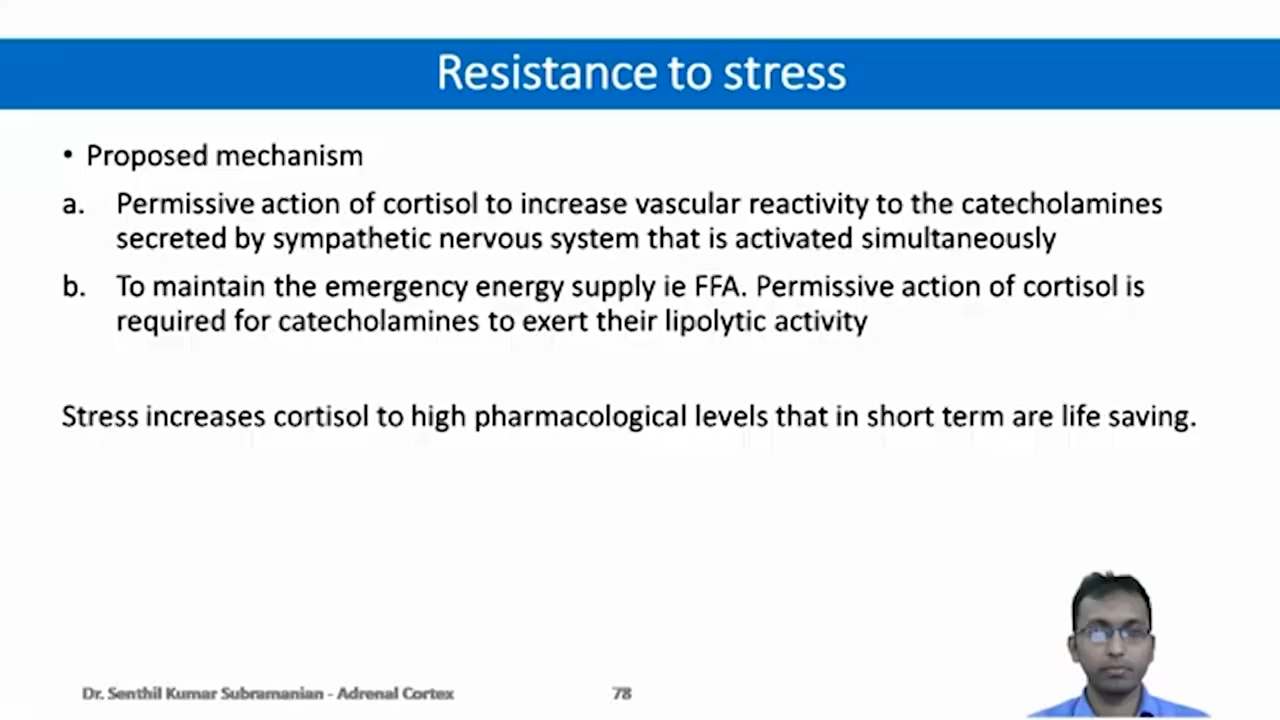 Resistance to stress
• Proposed mechanism
a. Permissive action of cortisol to increase vascular reactivity to the catecholamines
secreted by sympathetic nervous system that is activated simultaneously
b. To maintain the emergency energy supply ie FFA. Permissive action of cortisol is
required for catecholamines to exert their lipolytic activity
Stress increases cortisol to high pharmacological levels that in short term are life saving.
Dr. Senthil Kumar Subramanian - Adrenal Cortex 78